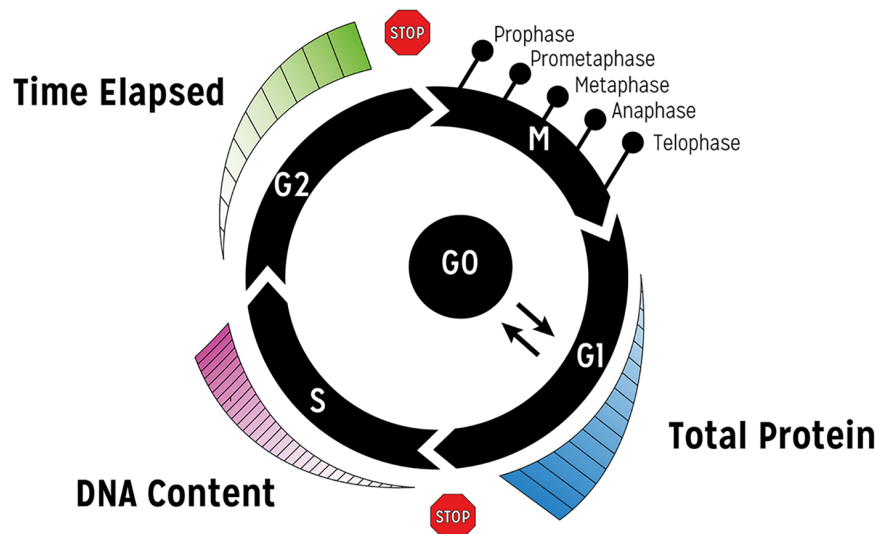 STOP
Prophase
Prometaphase
Metaphase
Anaphase
Telophase
Time Elapsed
M
G2
G0
G1
S
Total Protein
DNA Content
STOP